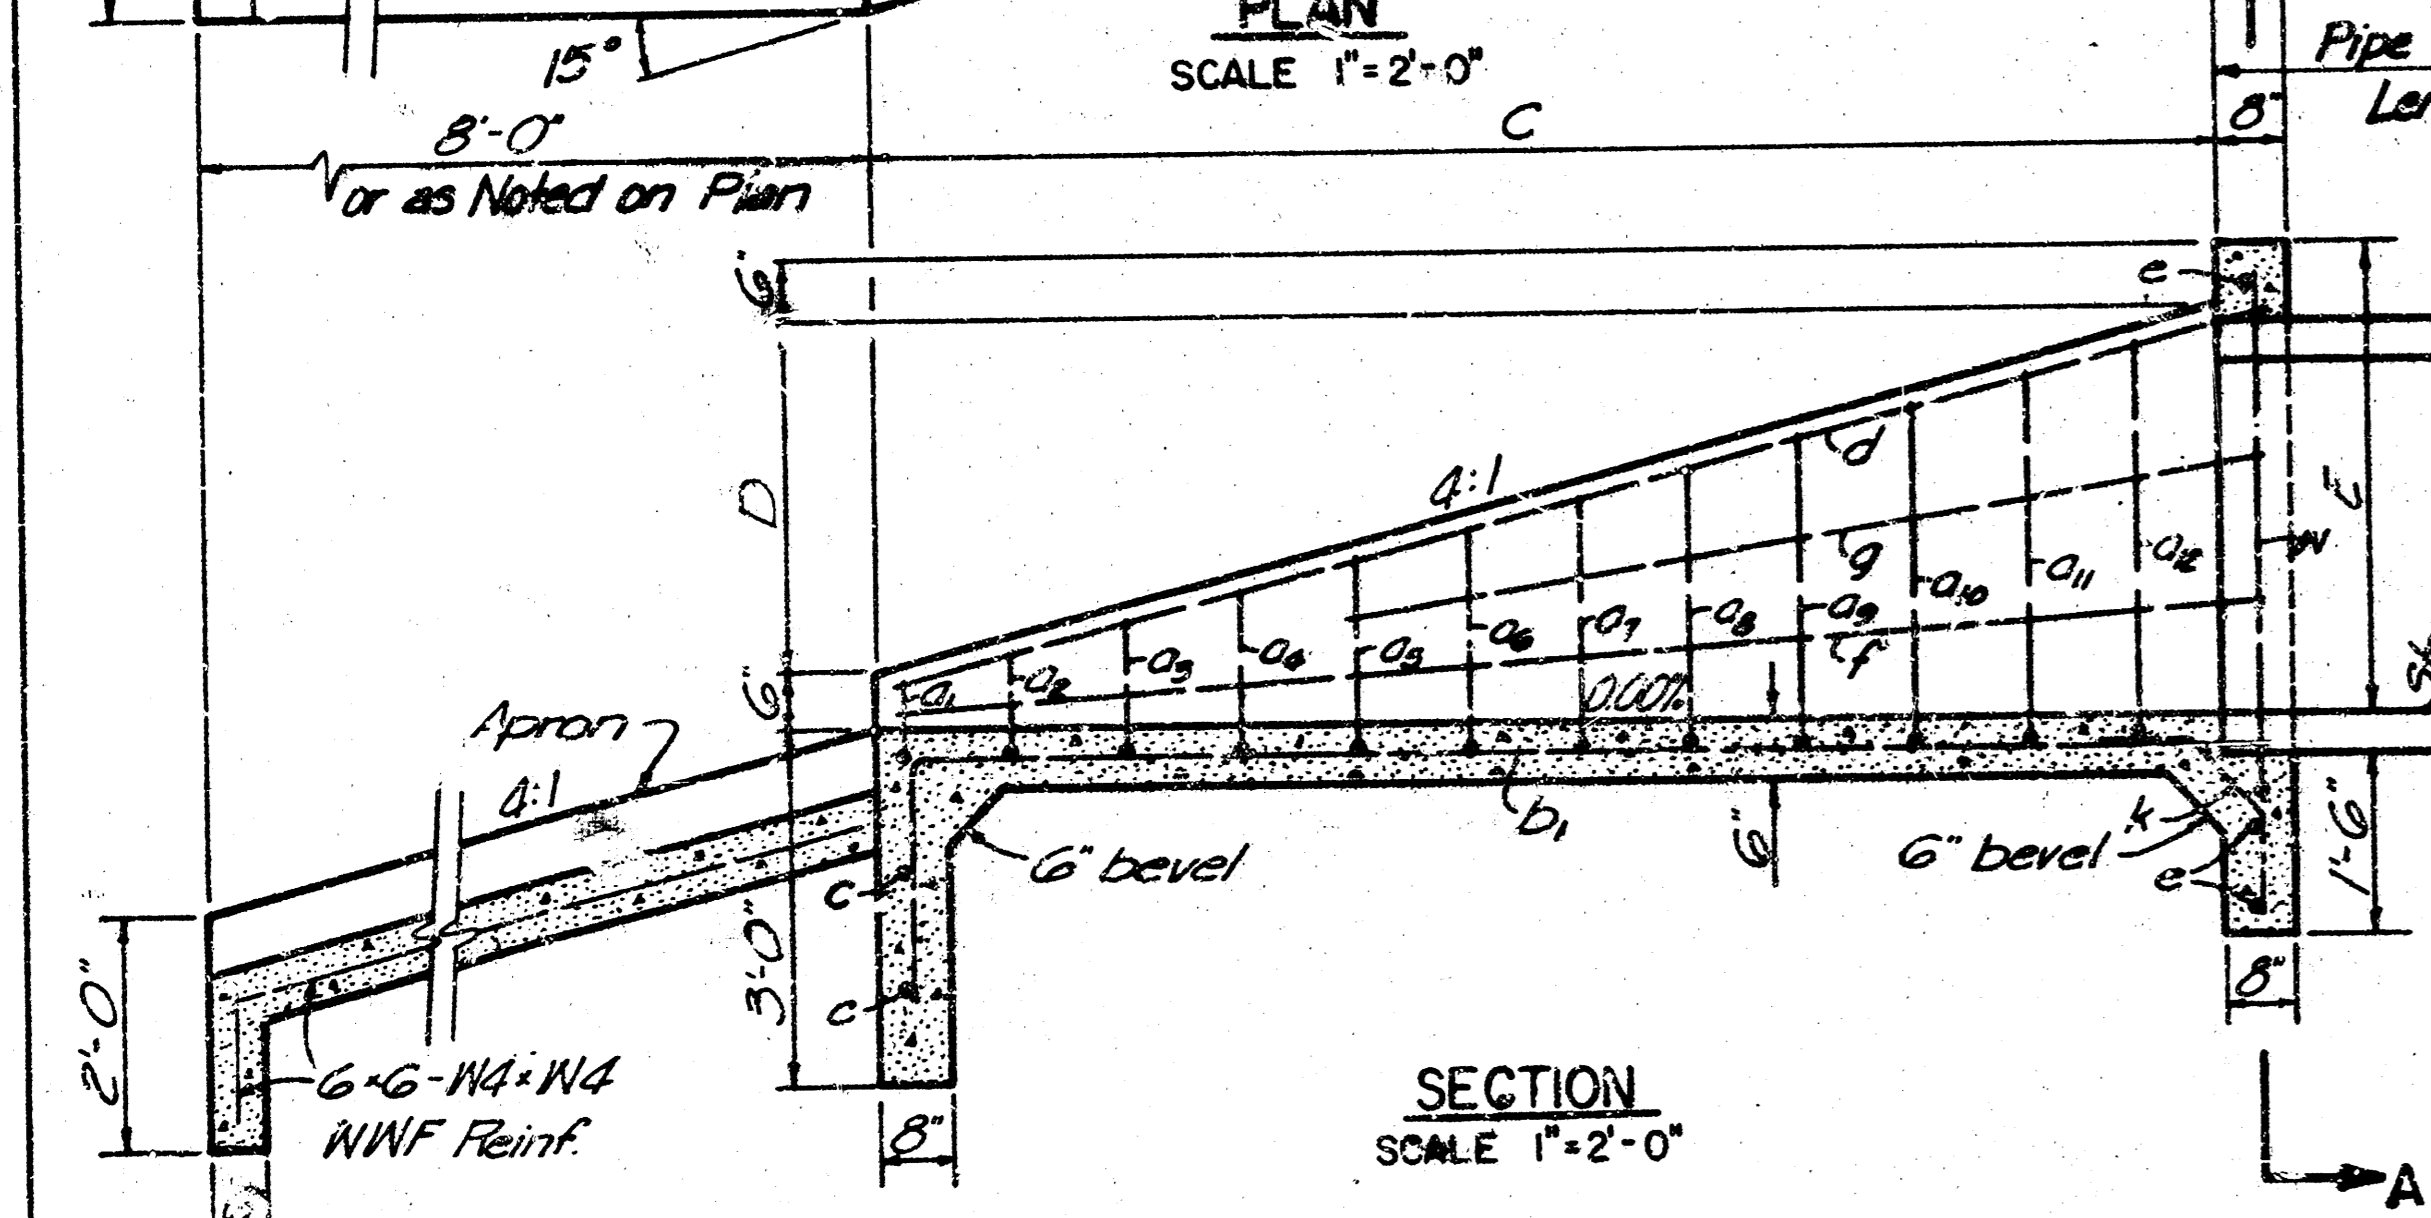 PLAN
SCALE 1"=2'-0"
15°
Pipe
8"
8'-0"
or as Noted on Plan
C
6"
e
D
4:1
d
E
g
w
a1
a2
a3
a4
a5
a6
a7
a8
a9
a10
a11
a12
f
0.00%
6"
Apron
4:1
b1
6"
k
6" bevel
6" bevel
e
1'-6"
c
c
3'-0"
2'-0"
8"
6x6-W4xW4
WWF Reinf.
8"
SECTION
SCALE 1"=2'-0"
A